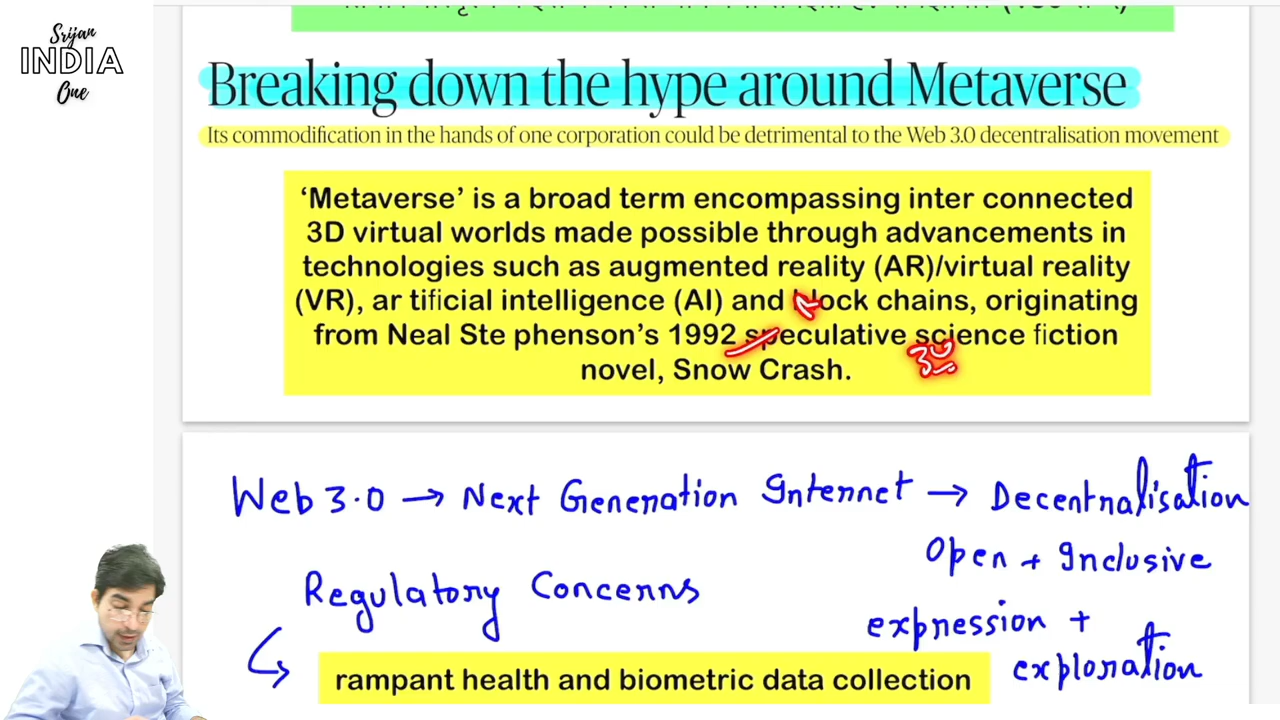 Srijan
INDIA
One
Breaking down the hype around Metaverse
Its commodification in the hands of one corporation could be detrimental to the Web 3.0 decentralisation movement
‘Metaverse’ is a broad term encompassing inter connected
3D virtual worlds made possible through advancements in
technologies such as augmented reality (AR)/virtual reality
(VR), ar tificial intelligence (AI) and block chains, originating
from Neal Ste phenson’s 1992 speculative science fiction
novel, Snow Crash.
30
Web 3.0 → Next Generation Internet → Decentralisation
Open + Inclusive
Regulatory Concerns
expression +
exploration
rampant health and biometric data collection